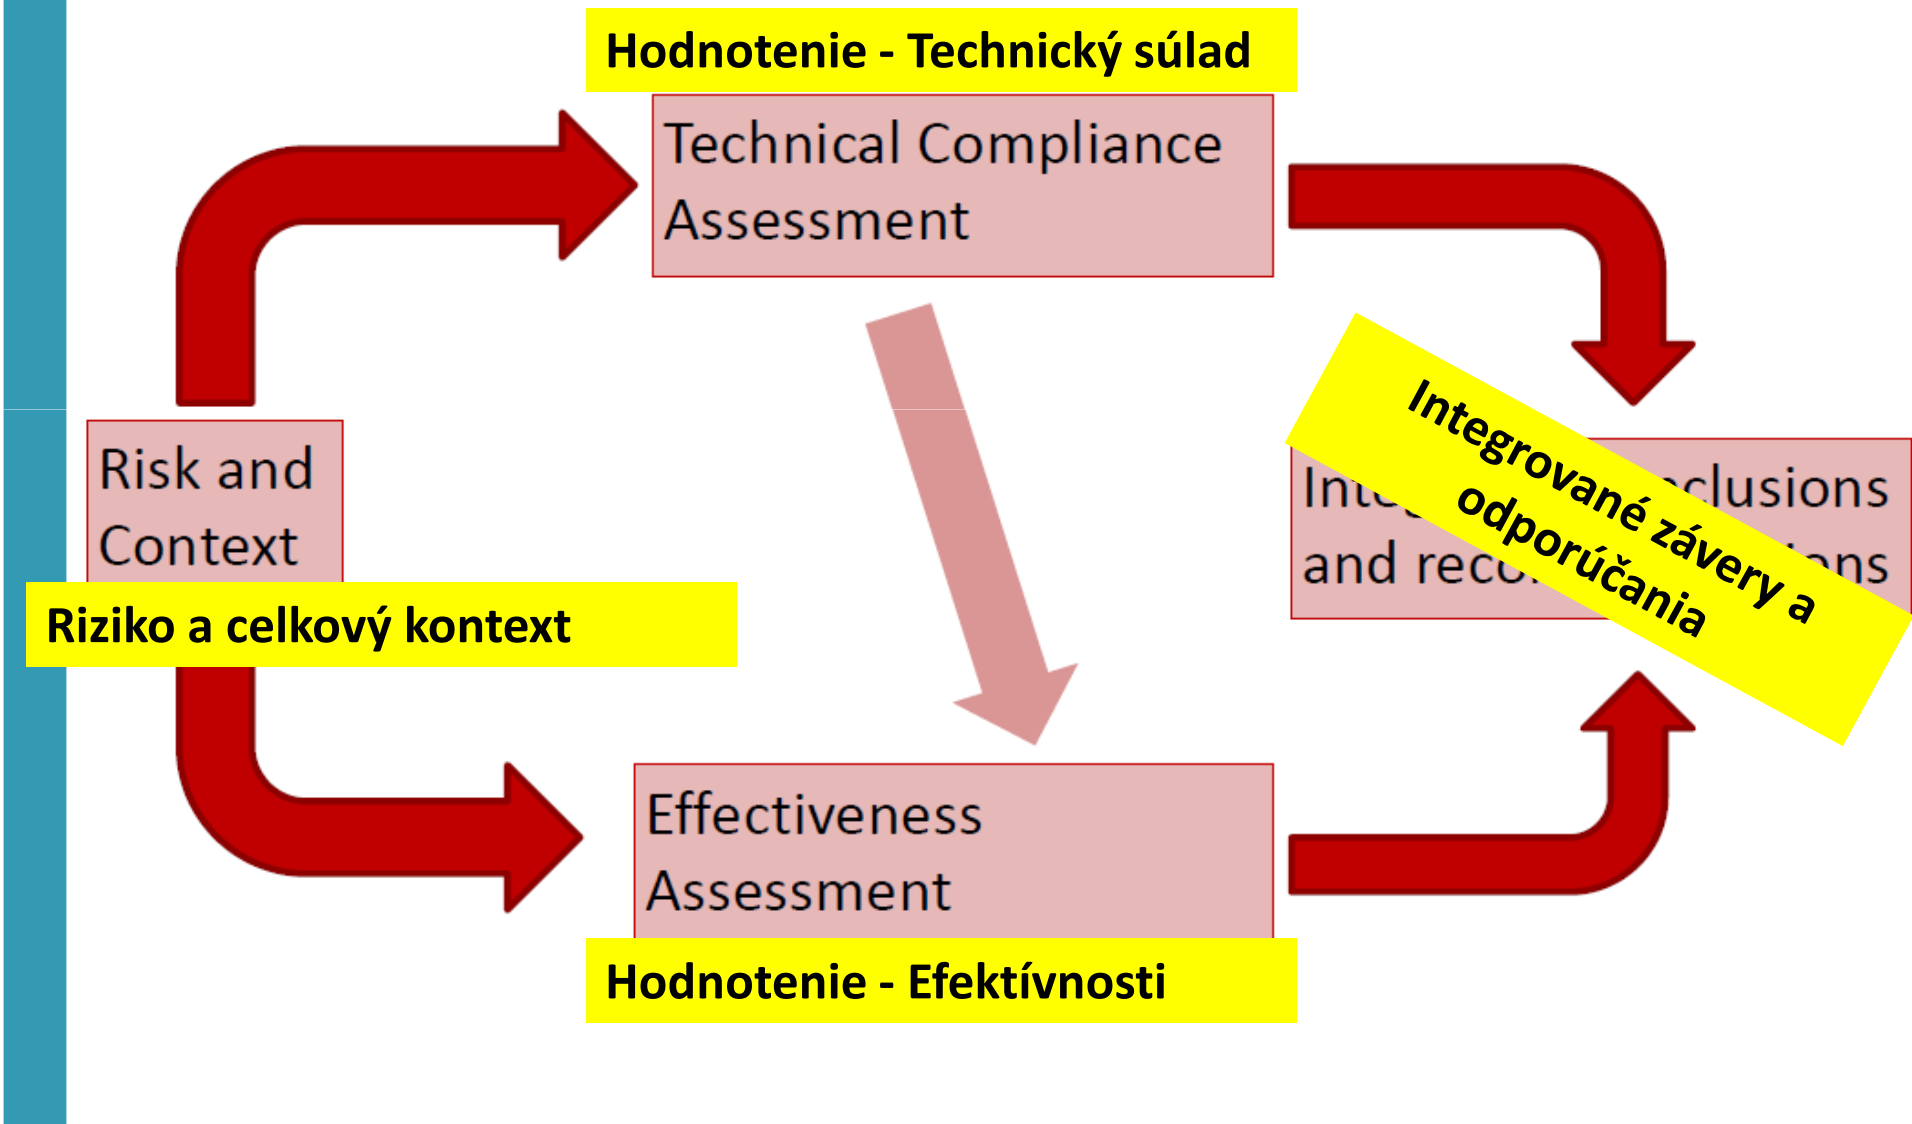 Hodnotenie - Technický súlad
Technical Compliance
Assessment
Risk and
Context
Riziko a celkový kontext
Integrované závery a
odporúčania
and
Effectiveness
Assessment
Hodnotenie - Efektívnosti